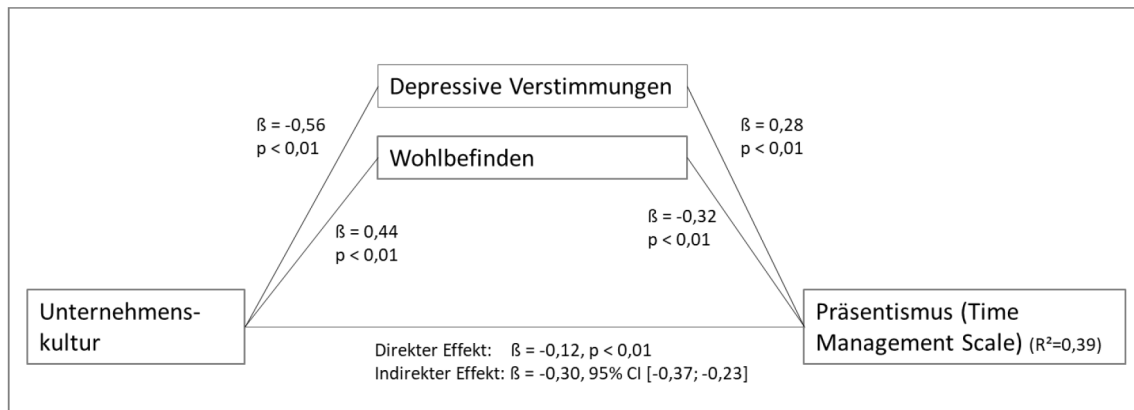 Depressive Verstimmungen
ß = -0,56
p < 0,01
ß = 0,28
p < 0,01
Wohlbefinden
ß = 0,44
p < 0,01
ß = -0,32
p < 0,01
Unternehmens-
kultur
Präsentismus (Time
Management Scale) (R²=0,39)
Direkter Effekt: ß = -0,12, p < 0,01
Indirekter Effekt: ß = -0,30, 95% CI [-0,37; -0,23]